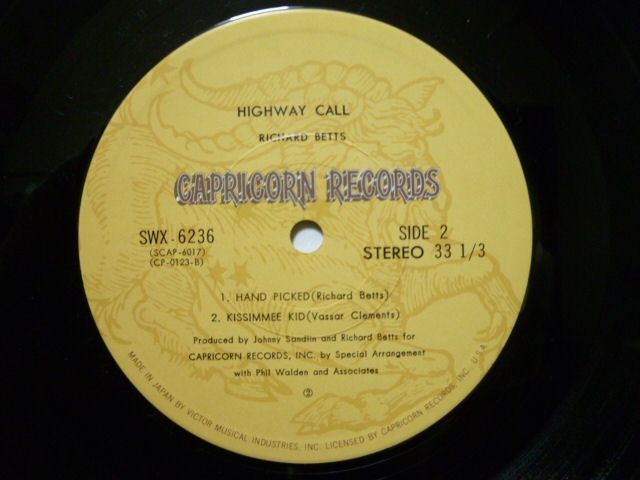 HIGHWAY CALL
RICHARD BETTS
CAPRICORN RECORDS
SWX-6236
(SCAP-6017)
(CP-0123-B)
SIDE 2
STEREO 33 1/3
1. HAND PICKED (Richard Betts)
2. KISSIMMEE KID (Vassar Clements)
Produced by Johnny Sandlin and Richard Betts for
CAPRICORN RECORDS, INC. by Special Arrangement
with Phil Walden and Associates
②
MADE IN JAPAN BY VICTOR MUSICAL INDUSTRIES, INC. LICENSED BY CAPRICORN RECORDS, INC. U.S.A.